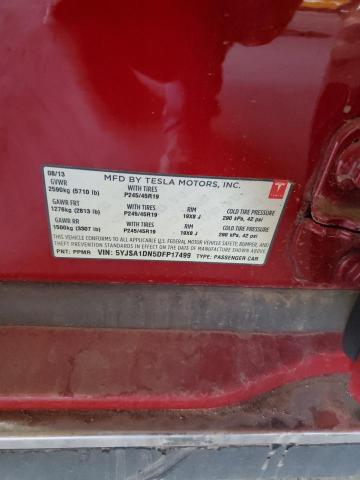 08/13 MFD BY TESLA MOTORS, INC.
GVWR WITH TIRES
2590kg (5710 lb) P245/45R19
GAWR FRT WITH TIRES RIM COLD TIRE PRESSURE
1276kg (2813 lb) P245/45R19 19X8 J 290 kPa, 42 psi
GAWR RR WITH TIRES RIM COLD TIRE PRESSURE
P245/45R19 19X8 J 290 kPa, 42 psi
THIS VEHICLE CONFORMS TO ALL APPLICABLE U.S. FEDERAL MOTOR VEHICLE SAFETY, BUMPER, AND THEFT PREVENTION
STANDARDS IN EFFECT ON THE DATE OF MANUFACTURE SHOWN ABOVE.
PNT: PPMR VIN: 5YJSA1DN5DFP17499 TYPE: PASSENGER CAR